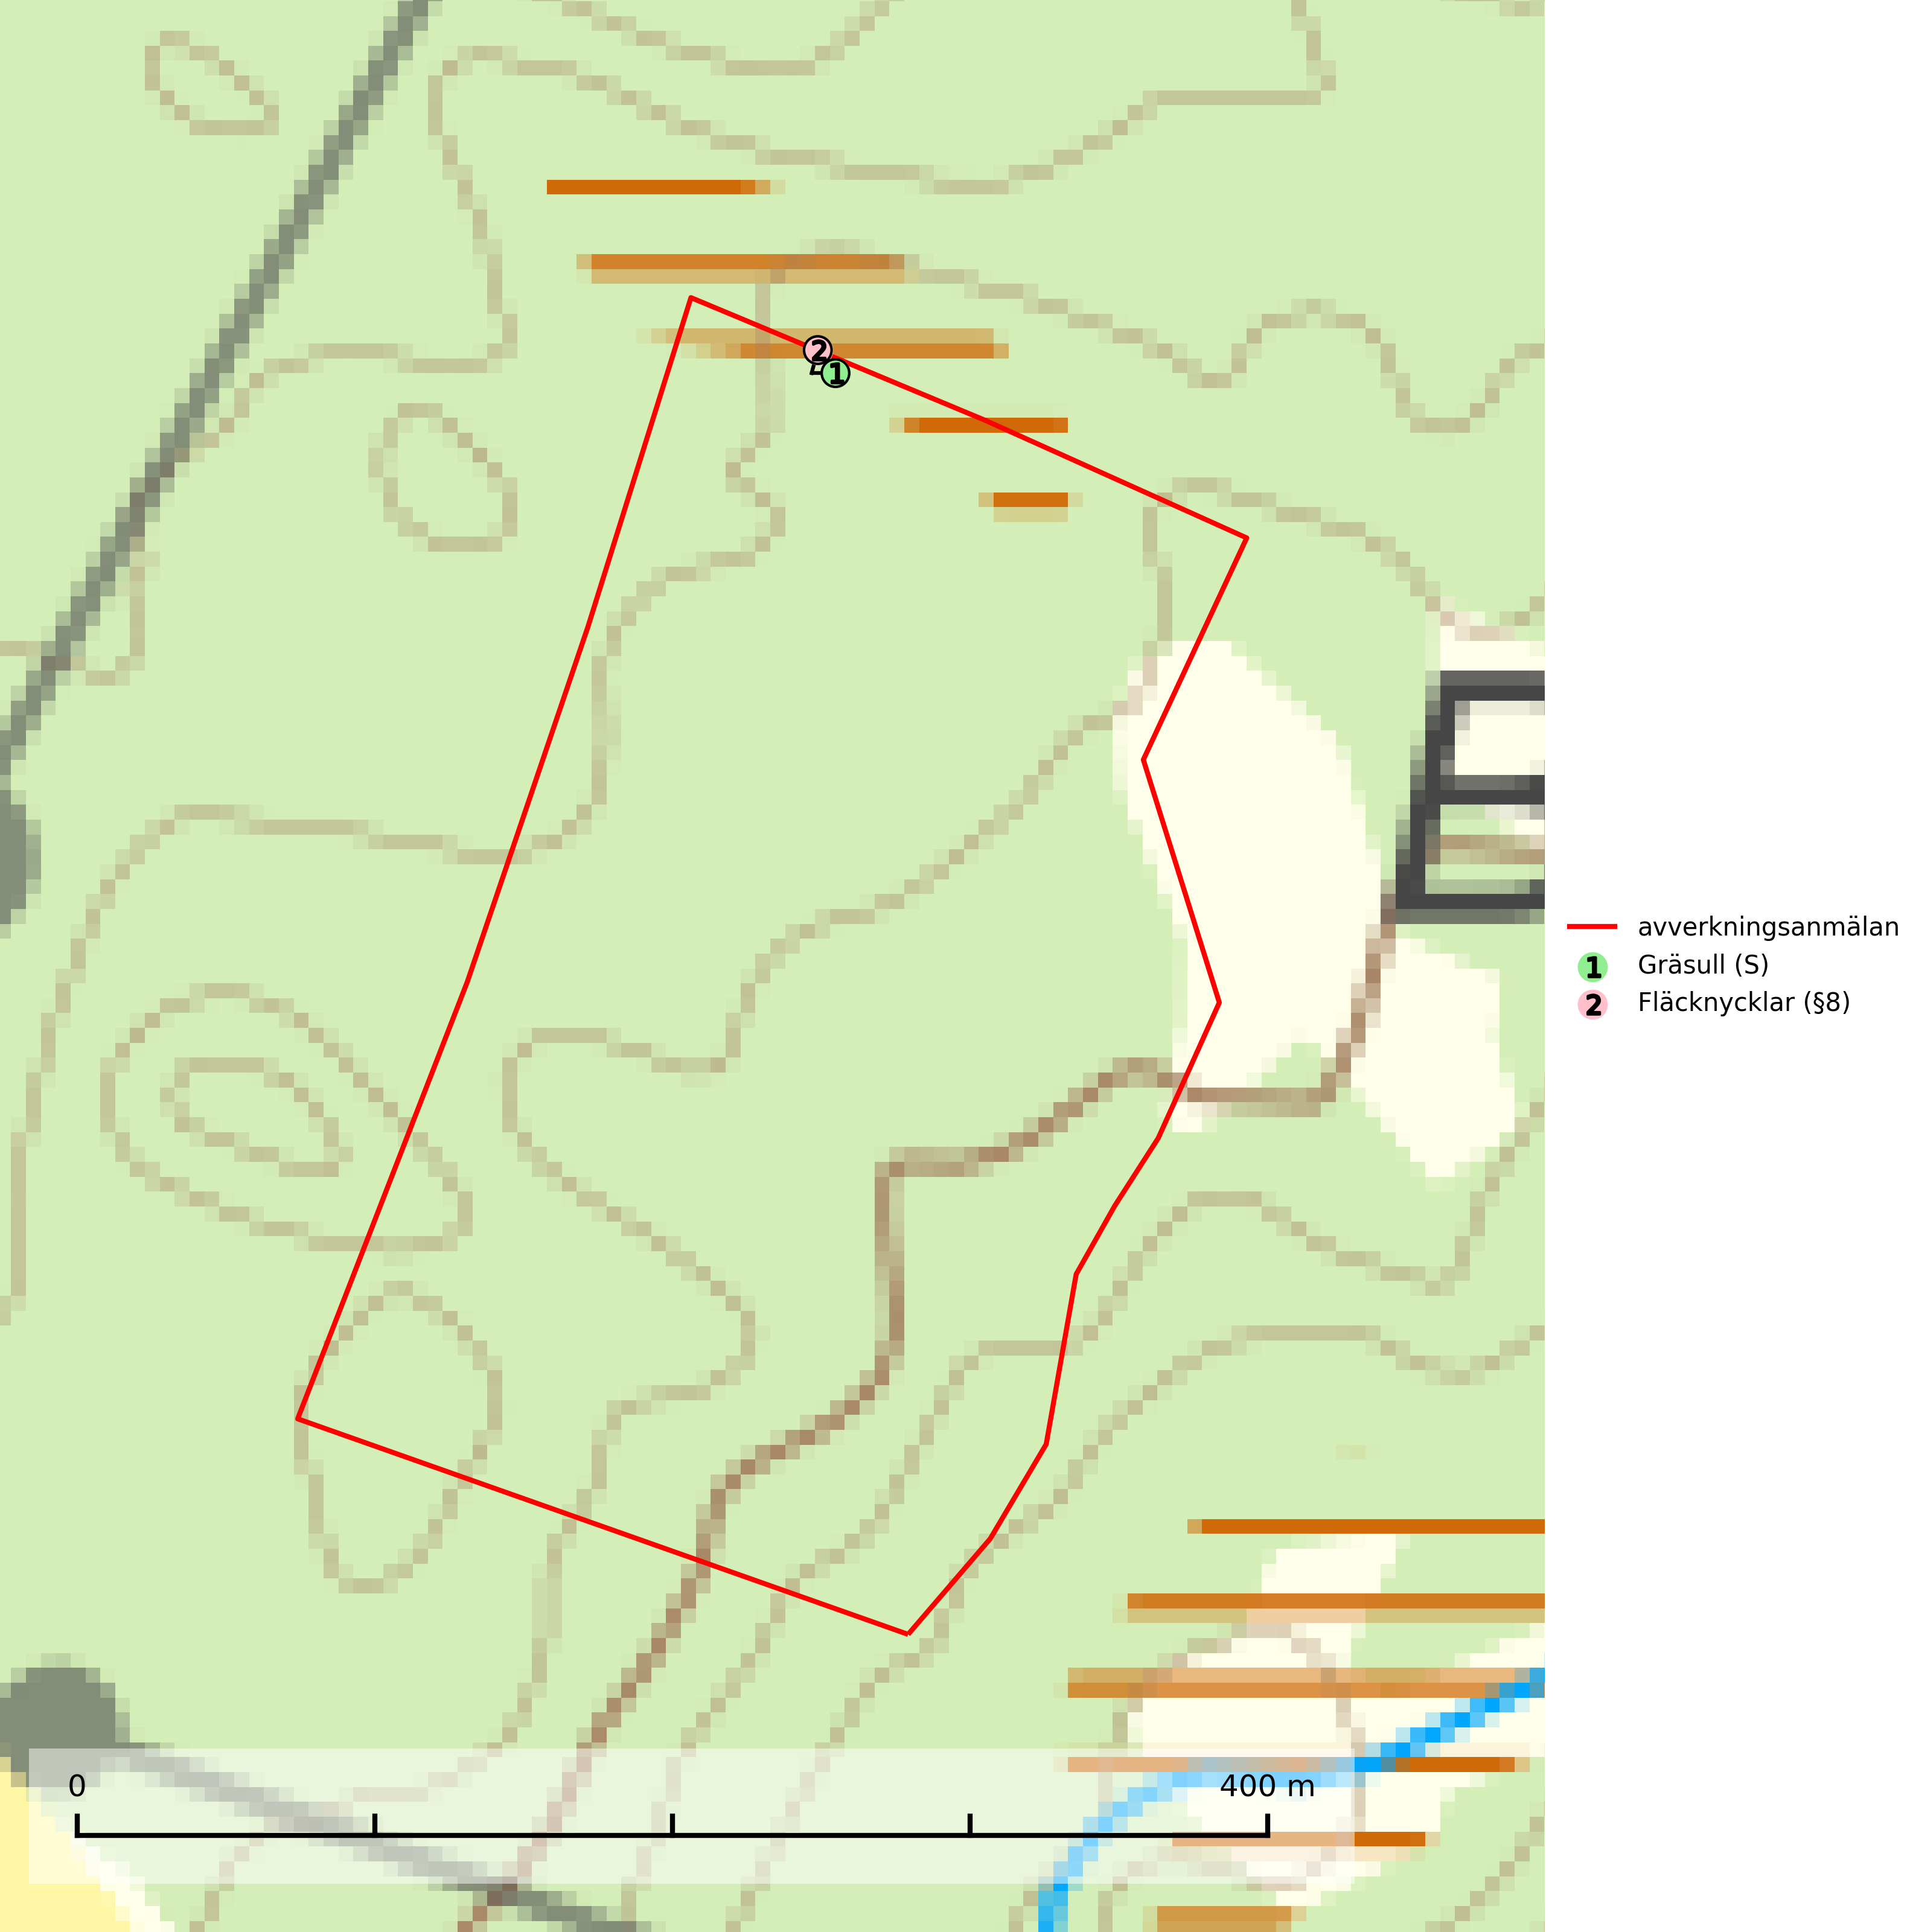 2
1
avverkningsanmälan
1 Gräsull (S)
2 Fläcknycklar (§8)
0 400 m